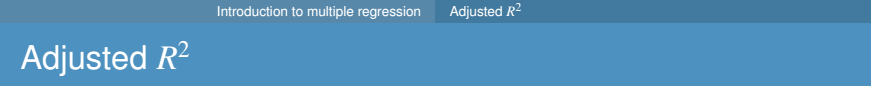 Introduction to multiple regression Adjusted R²
Adjusted R²